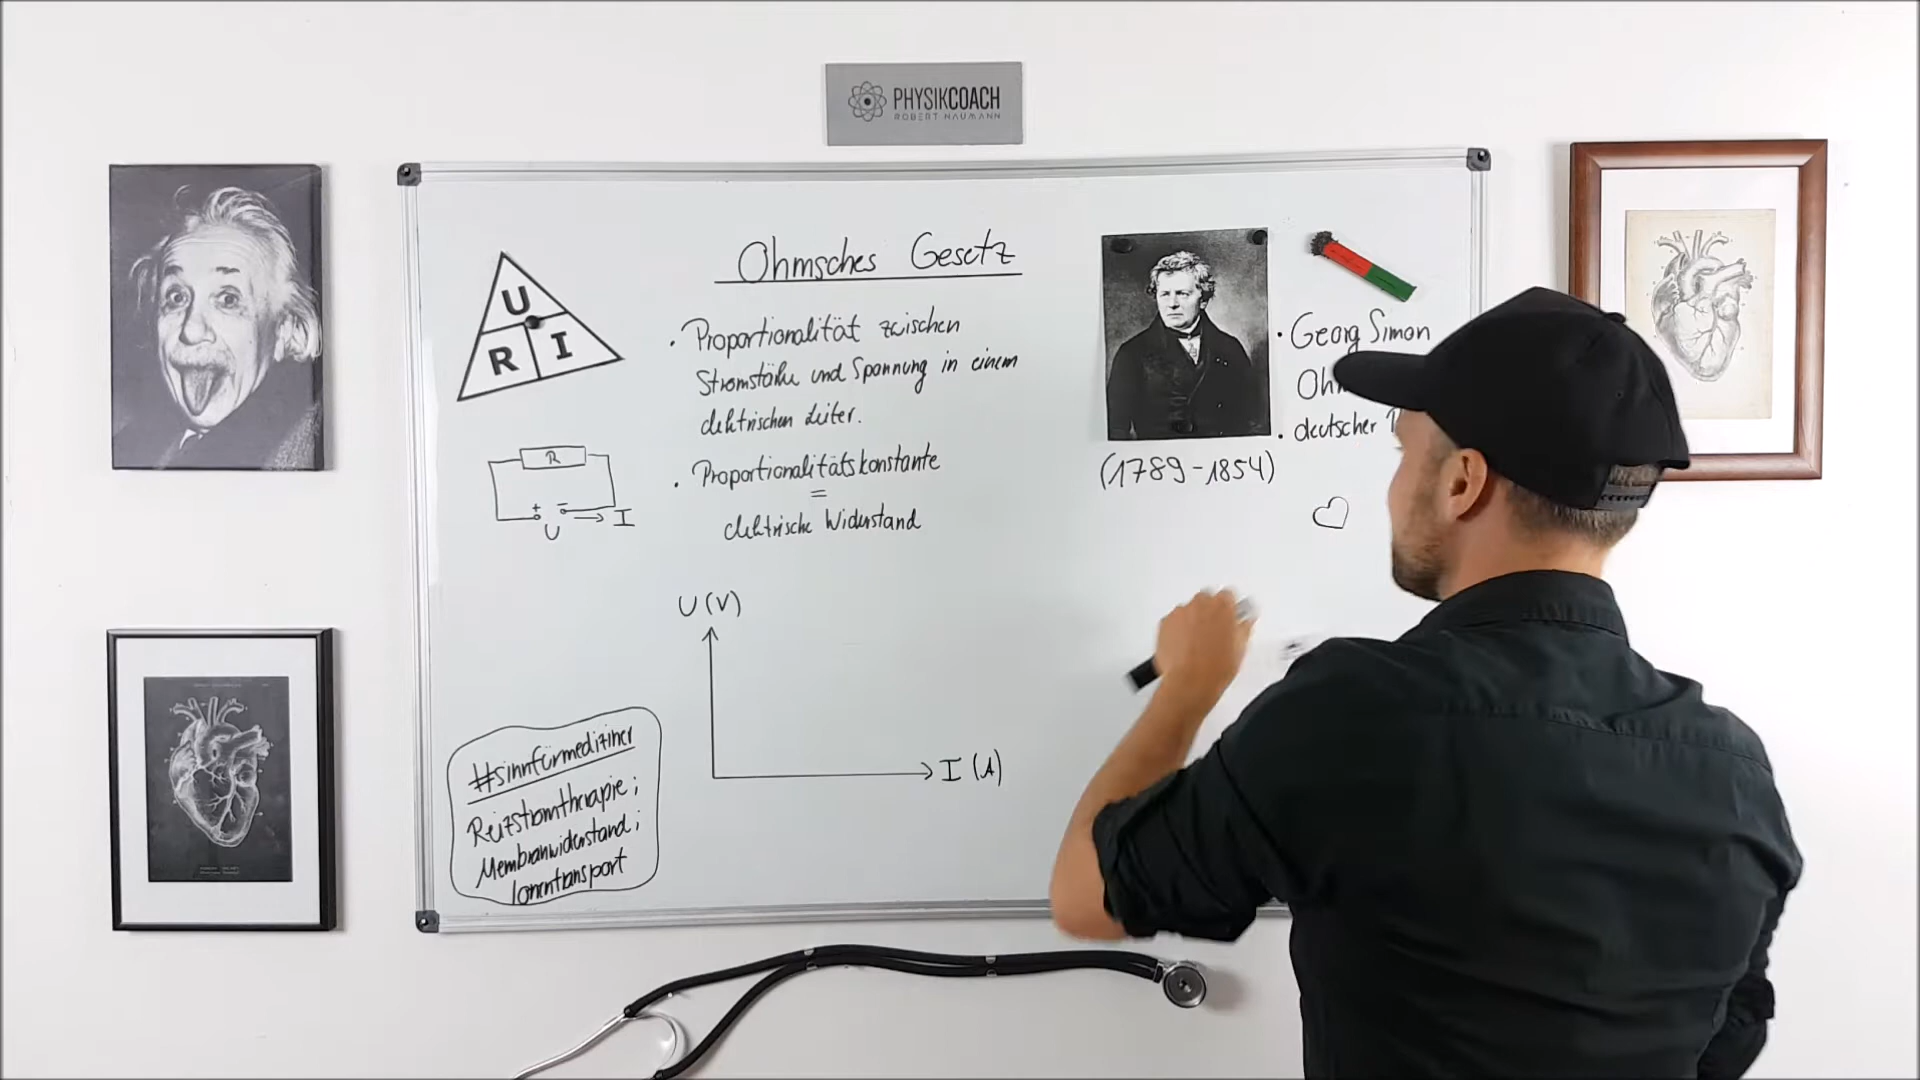 PHYSIKCOACH
ROBERT NAUMANN
Ohmsches Gesetz
U
R I
· Proportionalität zwischen
Stromstärke und Spannung in einem
elektrischen Leiter.
· Proportionalitätskonstante
=
elektrische Widerstand
R
+ -
U
I
· Georg Simon
Oh
· deutscher
(1789-1854)
U (V)
I (A)
#sinnfürmediziner
Reizstromtherapie;
Membranwiderstand;
Ionentransport